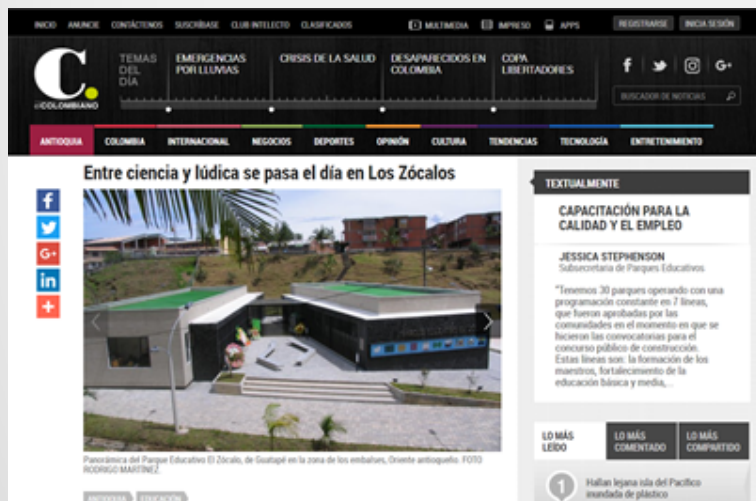 INICIO ANUNCIE CONTÁCTENOS SUSCRÍBASE CLUB INTELECTO CLASIFICADOS MULTIMEDIA IMPRESO APPS REGISTRARSE INICIA SESIÓN
TEMAS DEL DÍA
EMERGENCIAS POR LLUVIAS
CRISIS DE LA SALUD
DESAPARECIDOS EN COLOMBIA
COPA LIBERTADORES
el COLOMBIANO
BUSCADOR DE NOTICIAS
ANTIOQUIA COLOMBIA INTERNACIONAL NEGOCIOS DEPORTES OPINIÓN CULTURA TENDENCIAS TECNOLOGÍA ENTRETENIMIENTO
Entre ciencia y lúdica se pasa el día en Los Zócalos
Panorámica del Parque Educativo El Zócalo, de Guatapé en la zona de los embalses, Oriente antioqueño. FOTO
RODRIGO MARTÍNEZ.
ANTIOQUIA EDUCACIÓN
TEXTUALMENTE
CAPACITACIÓN PARA LA
CALIDAD Y EL EMPLEO
JESSICA STEPHENSON
Subsecretaria de Parques Educativos
"Tenemos 30 parques operando con una
programación constante en 7 líneas,
que fueron aprobadas por las
comunidades en el momento en que se
hicieron las convocatorias para el
concurso público de construcción.
Estas líneas son: la formación de los
maestros, fortalecimiento de la
educación básica y media,...
LO MÁS LEÍDO
LO MÁS COMENTADO
LO MÁS COMPARTIDO
1
Hallan lejana isla del Pacífico
inundada de plástico